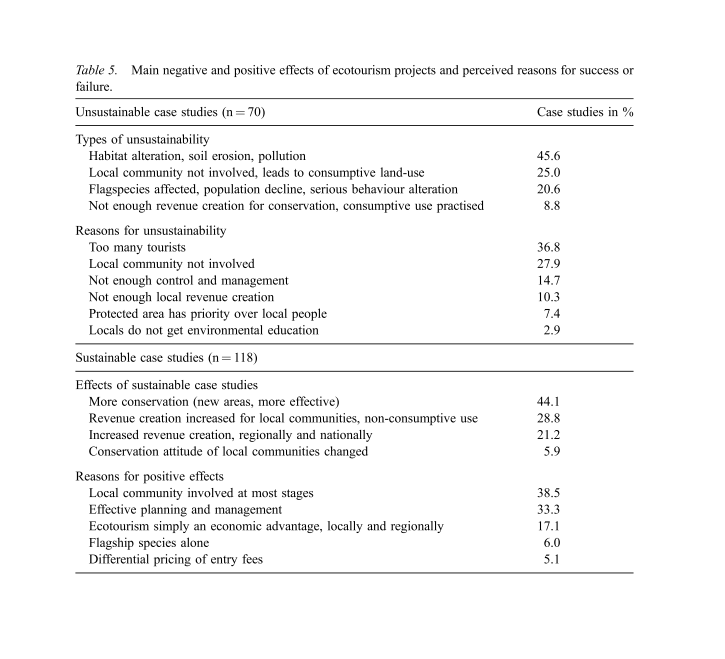 Table 5. Main negative and positive effects of ecotourism projects and perceived reasons for success or
failure.
Unsustainable case studies (n = 70) Case studies in %
Types of unsustainability
Habitat alteration, soil erosion, pollution 45.6
Local community not involved, leads to consumptive land-use 25.0
Flagspecies affected, population decline, serious behaviour alteration 20.6
Not enough revenue creation for conservation, consumptive use practised 8.8
Reasons for unsustainability
Too many tourists 36.8
Local community not involved 27.9
Not enough control and management 14.7
Not enough local revenue creation 10.3
Protected area has priority over local people 7.4
Locals do not get environmental education 2.9
Sustainable case studies (n = 118)
Effects of sustainable case studies
More conservation (new areas, more effective) 44.1
Revenue creation increased for local communities, non-consumptive use 28.8
Increased revenue creation, regionally and nationally 21.2
Conservation attitude of local communities changed 5.9
Reasons for positive effects
Local community involved at most stages 38.5
Effective planning and management 33.3
Ecotourism simply an economic advantage, locally and regionally 17.1
Flagship species alone 6.0
Differential pricing of entry fees 5.1